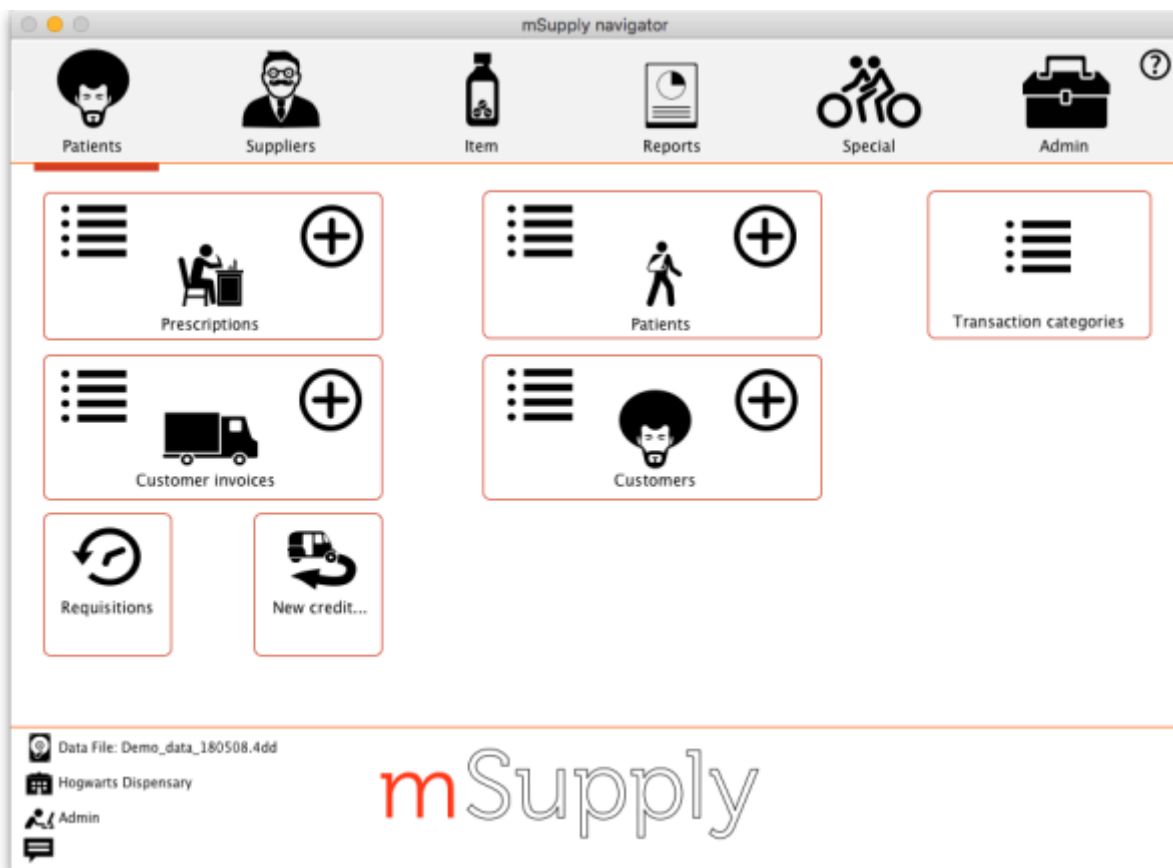 mSupply navigator
?
Patients
Suppliers
Item
Reports
Special
Admin
Prescriptions
Patients
Transaction categories
Customer invoices
Customers
Requisitions
New credit...
Data File: Demo_data_180508.4dd
Hogwarts Dispensary
Admin
mSupply